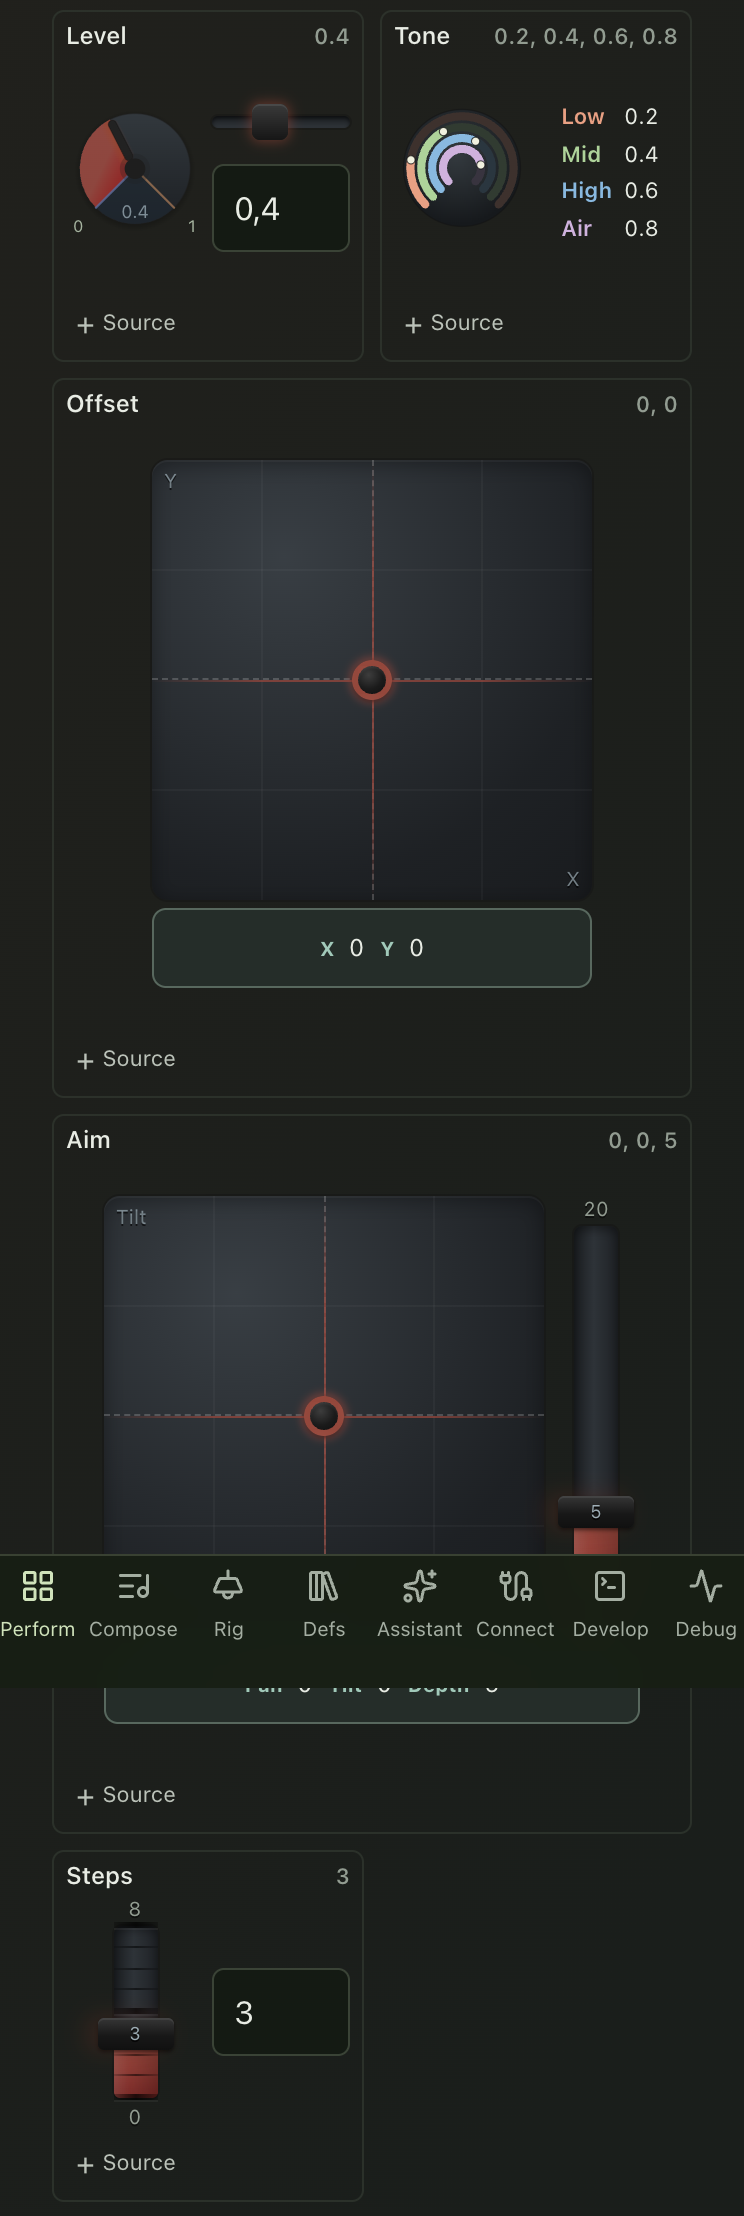 Level 0.4
0.4
0 1
0,4
+ Source
Tone 0.2, 0.4, 0.6, 0.8
Low 0.2
Mid 0.4
High 0.6
Air 0.8
+ Source
Offset 0, 0
Y
X
X 0 Y 0
+ Source
Aim 0, 0, 5
Tilt
20
5
Perform Compose Rig Defs Assistant Connect Develop Debug
+ Source
Steps 3
8
3
0
3
+ Source